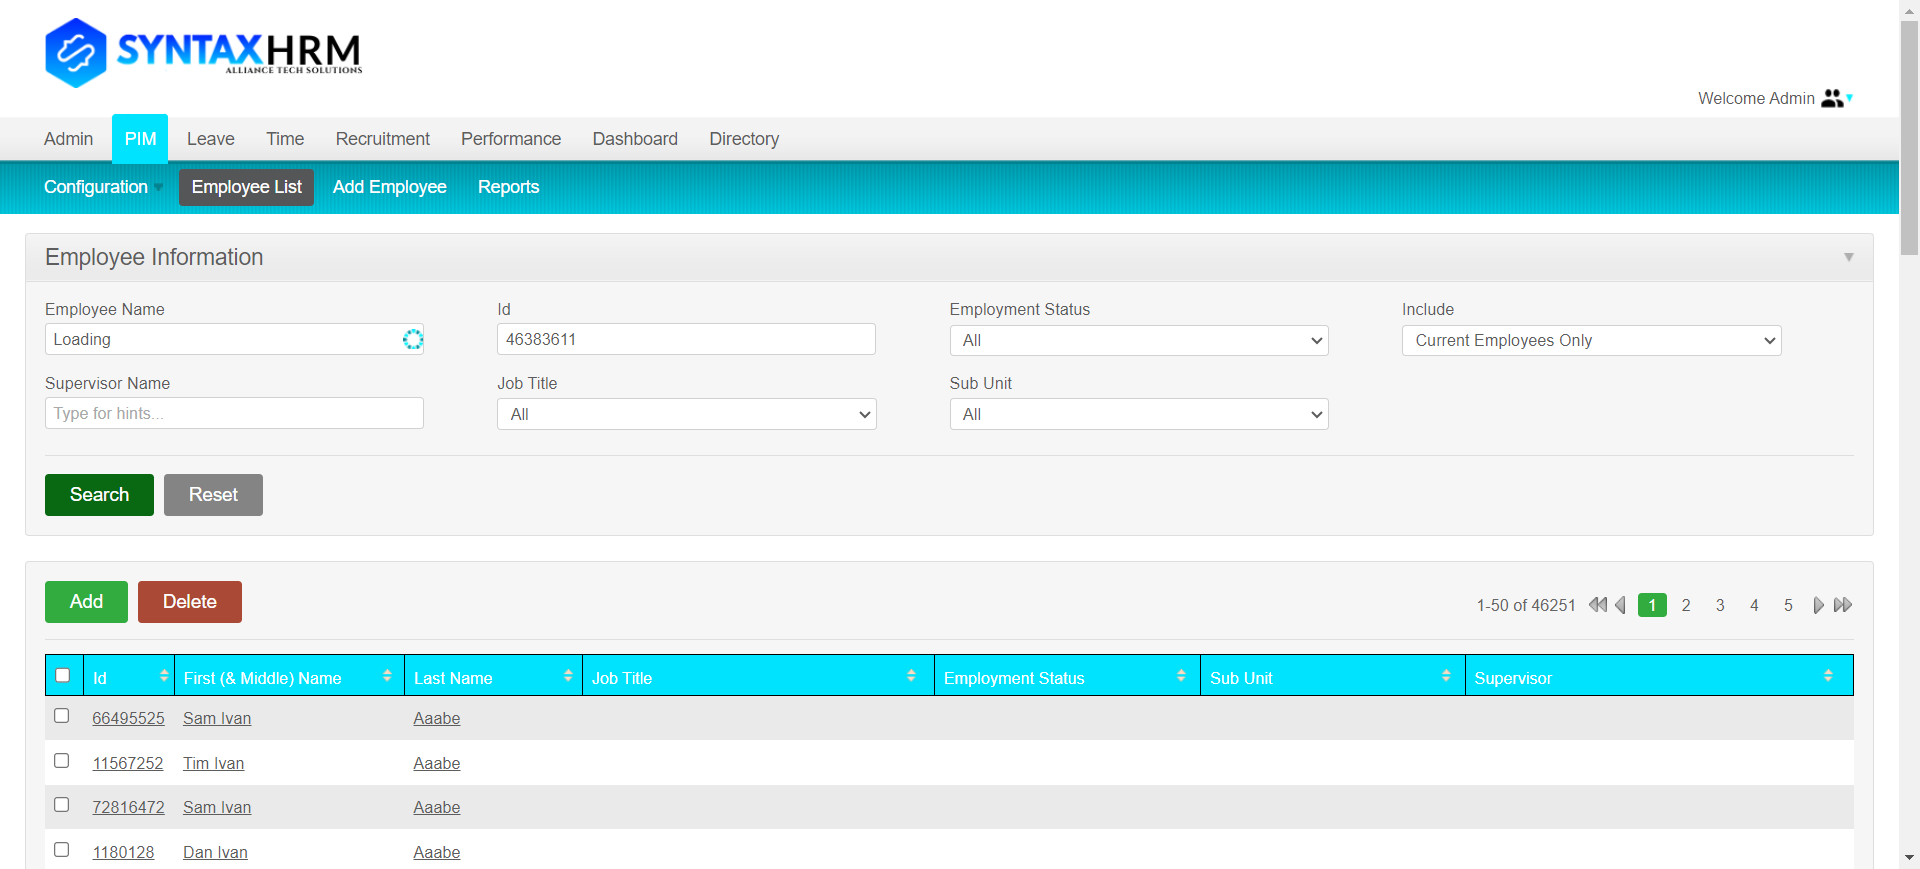 SYNTAXHRM
ALLIANCE TECH SOLUTIONS
Welcome Admin
Admin PIM Leave Time Recruitment Performance Dashboard Directory
Configuration Employee List Add Employee Reports
Employee Information
Employee Name Id Employment Status Include
Loading 46383611 All Current Employees Only
Supervisor Name Job Title Sub Unit
Type for hints... All All
Search Reset
Add Delete 1-50 of 46251 1 2 3 4 5
Id First (& Middle) Name Last Name Job Title Employment Status Sub Unit Supervisor
66495525 Sam Ivan Aaabe
11567252 Tim Ivan Aaabe
72816472 Sam Ivan Aaabe
1180128 Dan Ivan Aaabe